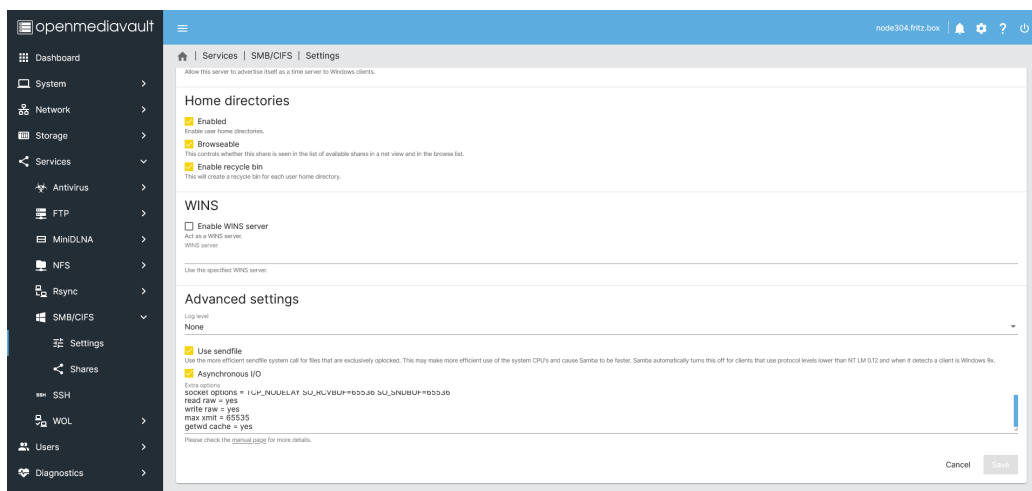 openmediavault
node304.fritz.box
Dashboard
System
Network
Storage
Services
Antivirus
FTP
MiniDLNA
NFS
Rsync
SMB/CIFS
Settings
Shares
SSH
SSH
WOL
Users
Diagnostics
| Services | SMB/CIFS | Settings
Allow this server to advertise itself as a time server to Windows clients.
Home directories
Enabled
Enable user home directories.
Browseable
This controls whether this share is seen in the list of available shares in a net view and in the browse list.
Enable recycle bin
This will create a recycle bin for each user home directory.
WINS
Enable WINS server
Act as a WINS server.
WINS server
Use the specified WINS server.
Advanced settings
Log level
None
Use sendfile
Use the more efficient sendfile system call for files that are exclusively oplocked. This may make more efficient use of the system CPU's and cause Samba to be faster. Samba automatically turns this off for clients that use protocol levels lower than NT LM 0.12 and when it detects a client is Windows 9x.
Asynchronous I/O
Extra options
socket options = TCP_NODELAY SO_RCVBUF=65536 SO_SNDBUF=65536
read raw = yes
write raw = yes
max xmit = 65535
getwd cache = yes
Please check the manual page for more details.
Cancel
Save